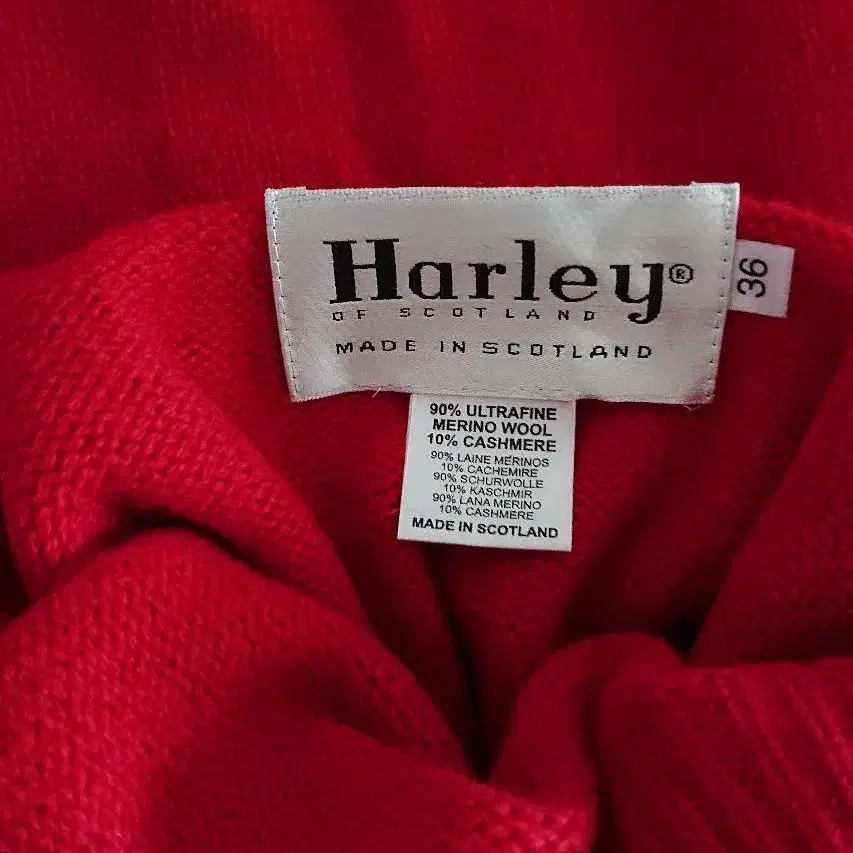 Harley®
OF SCOTLAND
MADE IN SCOTLAND
36
90% ULTRAFINE
MERINO WOOL
10% CASHMERE
90% LAINE MERINOS
10% CACHEMIRE
90% SCHURWOLLE
10% KASCHMIR
90% LANA MERINO
10% CASHMERE
MADE IN SCOTLAND